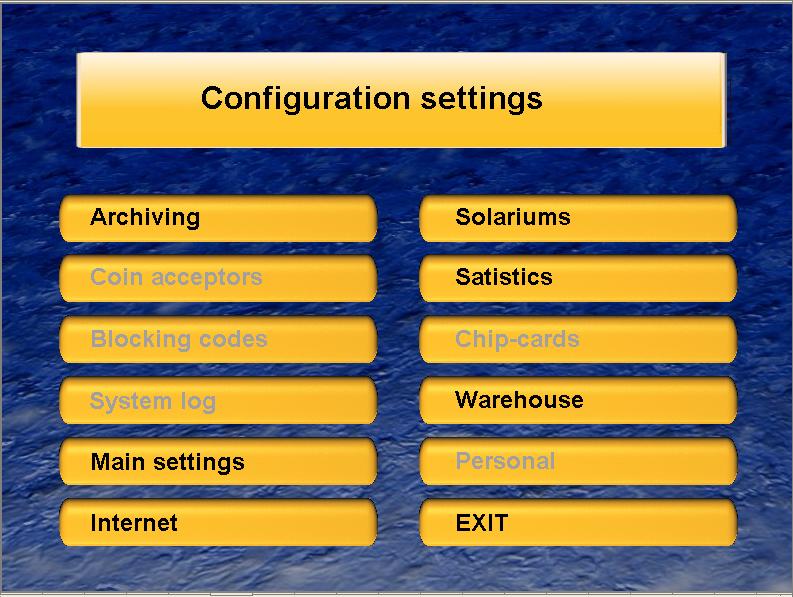 Configuration settings
Archiving
Solariums
Coin acceptors
Satistics
Blocking codes
Chip-cards
System log
Warehouse
Main settings
Personal
Internet
EXIT